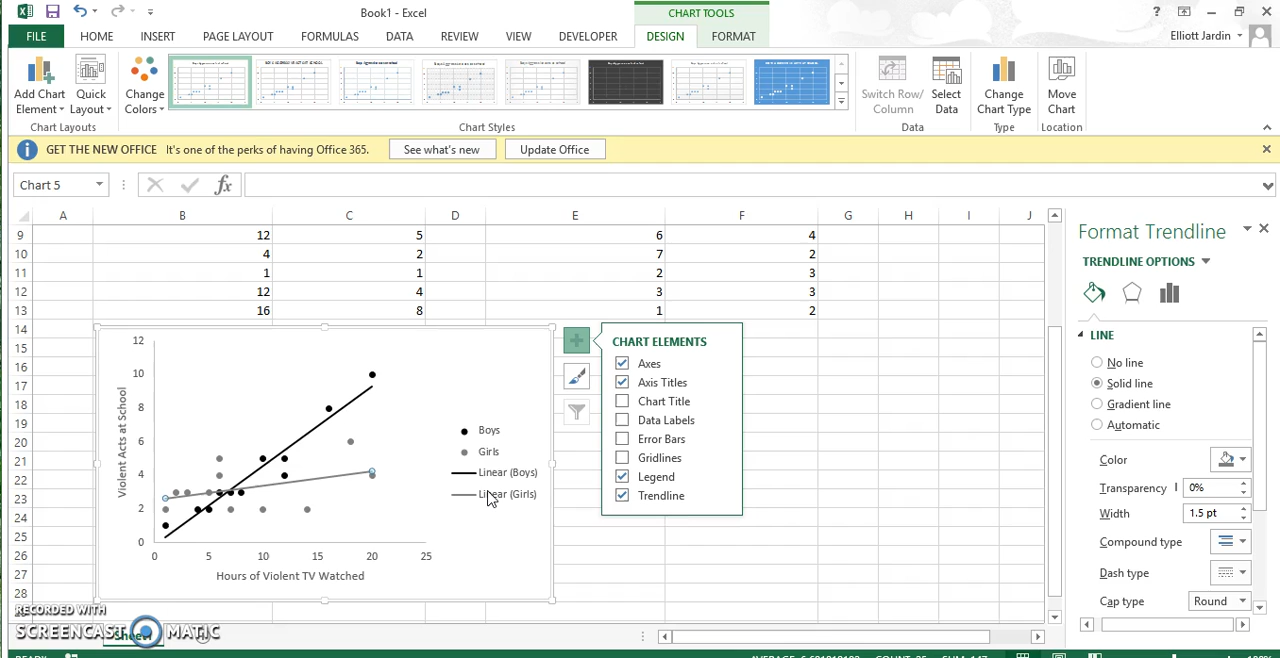 Book1 - Excel
CHART TOOLS
?
FILE HOME INSERT PAGE LAYOUT FORMULAS DATA REVIEW VIEW DEVELOPER DESIGN FORMAT Elliott Jardin
Add Chart Element
Quick Layout
Change Colors
Switch Row/ Column
Select Data
Change Chart Type
Move Chart
Chart Layouts Chart Styles Data Type Location
GET THE NEW OFFICE It's one of the perks of having Office 365. See what's new Update Office
Chart 5 fx
A B C D E F G H I J
9 12 5 6 4
10 4 2 7 2
11 1 1 2 3
12 12 4 3 3
13 16 8 1 2
14
15
16
17
18
19
20
21
22
23
24
25
26
27
28
Violent Acts at School
12
10
8
6
4
2
0
0 5 10 15 20 25
Hours of Violent TV Watched
Boys
Girls
Linear (Boys)
Linear (Girls)
CHART ELEMENTS
Axes
Axis Titles
Chart Title
Data Labels
Error Bars
Gridlines
Legend
Trendline
Format Trendline
TRENDLINE OPTIONS
LINE
No line
Solid line
Gradient line
Automatic
Color
Transparency 0%
Width 1.5 pt
Compound type
Dash type
Cap type Round
RECORDED WITH
SCREENCAST MATIC